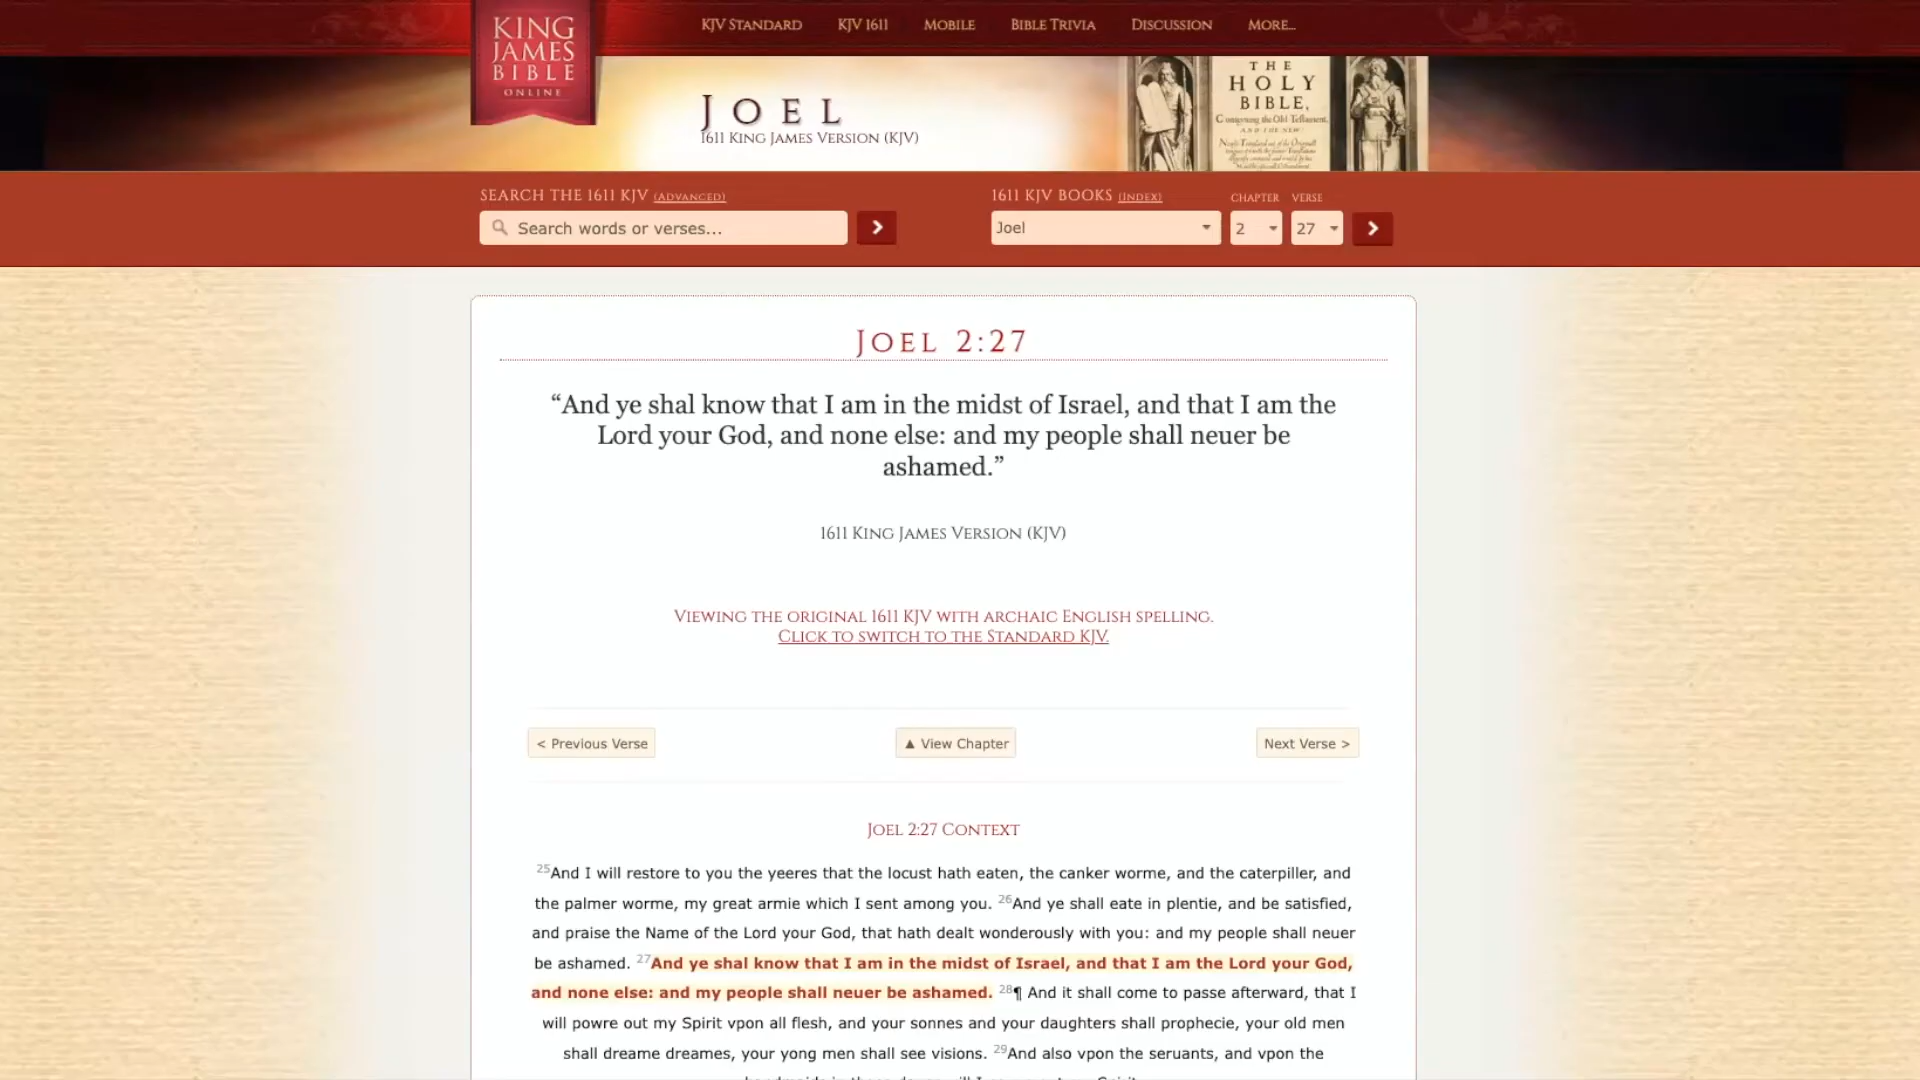 KING
JAMES
BIBLE
ONLINE
KJV STANDARD KJV 1611 MOBILE BIBLE TRIVIA DISCUSSION MORE...
JOEL
1611 KING JAMES VERSION (KJV)
THE
HOLY
BIBLE,
Conteyning the Old Testament,
AND THE NEW
SEARCH THE 1611 KJV (ADVANCED)
Search words or verses...
1611 KJV BOOKS (INDEX) CHAPTER VERSE
Joel 2 27
JOEL 2:27
“And ye shal know that I am in the midst of Israel, and that I am the
Lord your God, and none else: and my people shall neuer be
ashamed.”
1611 KING JAMES VERSION (KJV)
VIEWING THE ORIGINAL 1611 KJV WITH ARCHAIC ENGLISH SPELLING.
CLICK TO SWITCH TO THE STANDARD KJV.
< Previous Verse ▲ View Chapter Next Verse >
JOEL 2:27 CONTEXT
25And I will restore to you the yeeres that the locust hath eaten, the canker worme, and the caterpiller, and
the palmer worme, my great armie which I sent among you. 26And ye shall eate in plentie, and be satisfied,
and praise the Name of the Lord your God, that hath dealt wonderously with you: and my people shall neuer
be ashamed. 27And ye shal know that I am in the midst of Israel, and that I am the Lord your God,
and none else: and my people shall neuer be ashamed. 28¶ And it shall come to passe afterward, that I
will powre out my Spirit vpon all flesh, and your sonnes and your daughters shall prophecie, your old men
shall dreame dreames, your yong men shall see visions. 29And also vpon the seruants, and vpon the